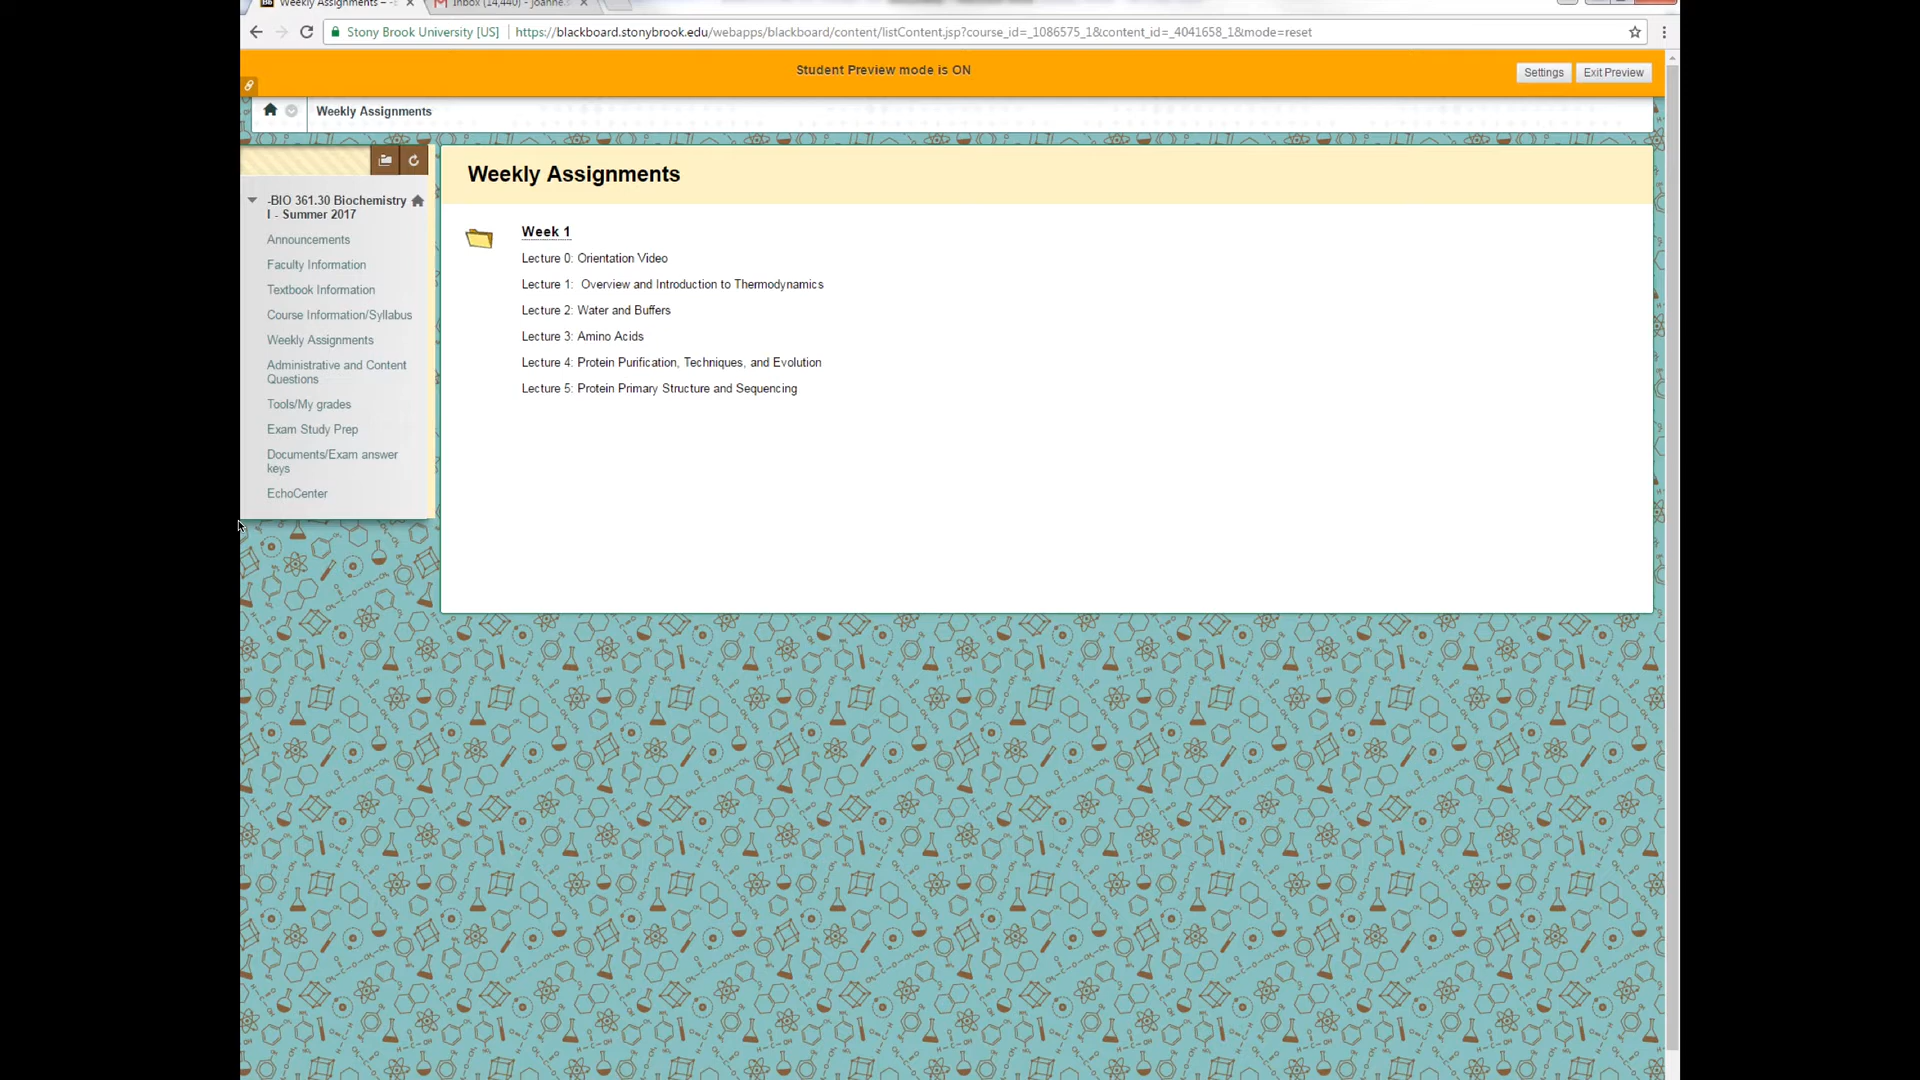 Weekly Assignments – -
Inbox (14,440) - joanne.
Stony Brook University [US]
https://blackboard.stonybrook.edu/webapps/blackboard/content/listContent.jsp?course_id=_1086575_1&content_id=_4041658_1&mode=reset
Student Preview mode is ON
Settings
Exit Preview
Weekly Assignments
-BIO 361.30 Biochemistry
I - Summer 2017
Announcements
Faculty Information
Textbook Information
Course Information/Syllabus
Weekly Assignments
Administrative and Content
Questions
Tools/My grades
Exam Study Prep
Documents/Exam answer
keys
EchoCenter
Weekly Assignments
Week 1
Lecture 0: Orientation Video
Lecture 1:  Overview and Introduction to Thermodynamics
Lecture 2: Water and Buffers
Lecture 3: Amino Acids
Lecture 4: Protein Purification, Techniques, and Evolution
Lecture 5: Protein Primary Structure and Sequencing